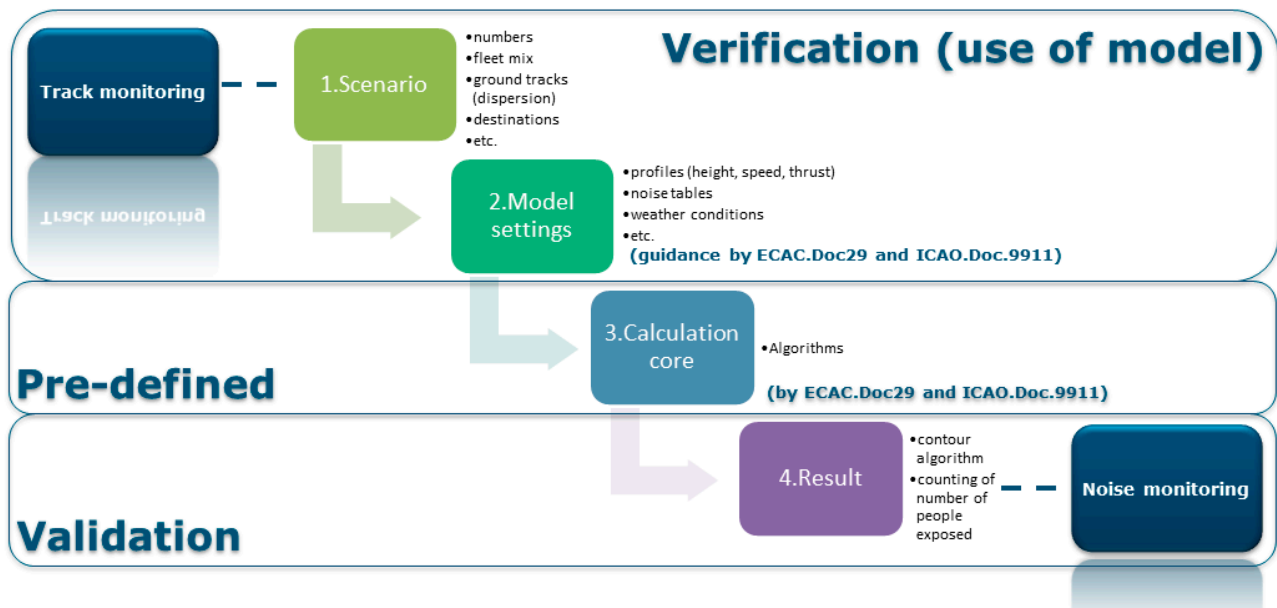 Verification (use of model)
Track monitoring
1.Scenario
•numbers
•fleet mix
•ground tracks
(dispersion)
•destinations
•etc.
Track monitoring
2.Model
settings
•profiles (height, speed, thrust)
•noise tables
•weather conditions
•etc.
(guidance by ECAC.Doc29 and ICAO.Doc.9911)
Pre-defined
3.Calculation
core
•Algorithms
(by ECAC.Doc29 and ICAO.Doc.9911)
Validation
4.Result
•contour
algorithm
•counting of
number of
people
exposed
Noise monitoring